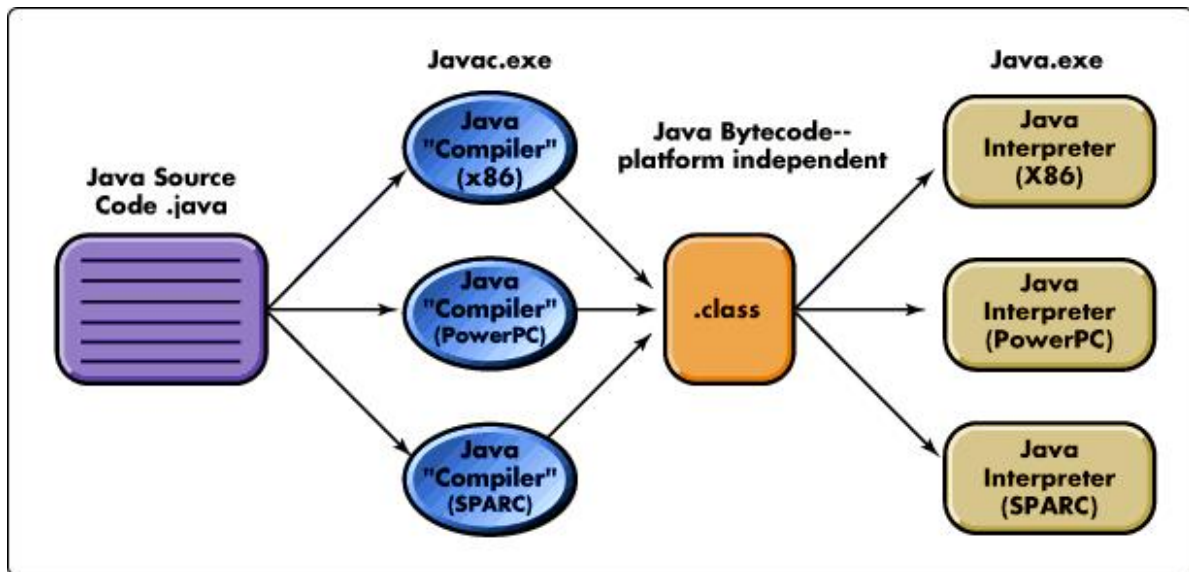 Java Source
Code .java
Javac.exe
Java
"Compiler"
(x86)
Java
"Compiler"
(PowerPC)
Java
"Compiler"
(SPARC)
Java Bytecode--
platform independent
.class
Java.exe
Java
Interpreter
(X86)
Java
Interpreter
(PowerPC)
Java
Interpreter
(SPARC)